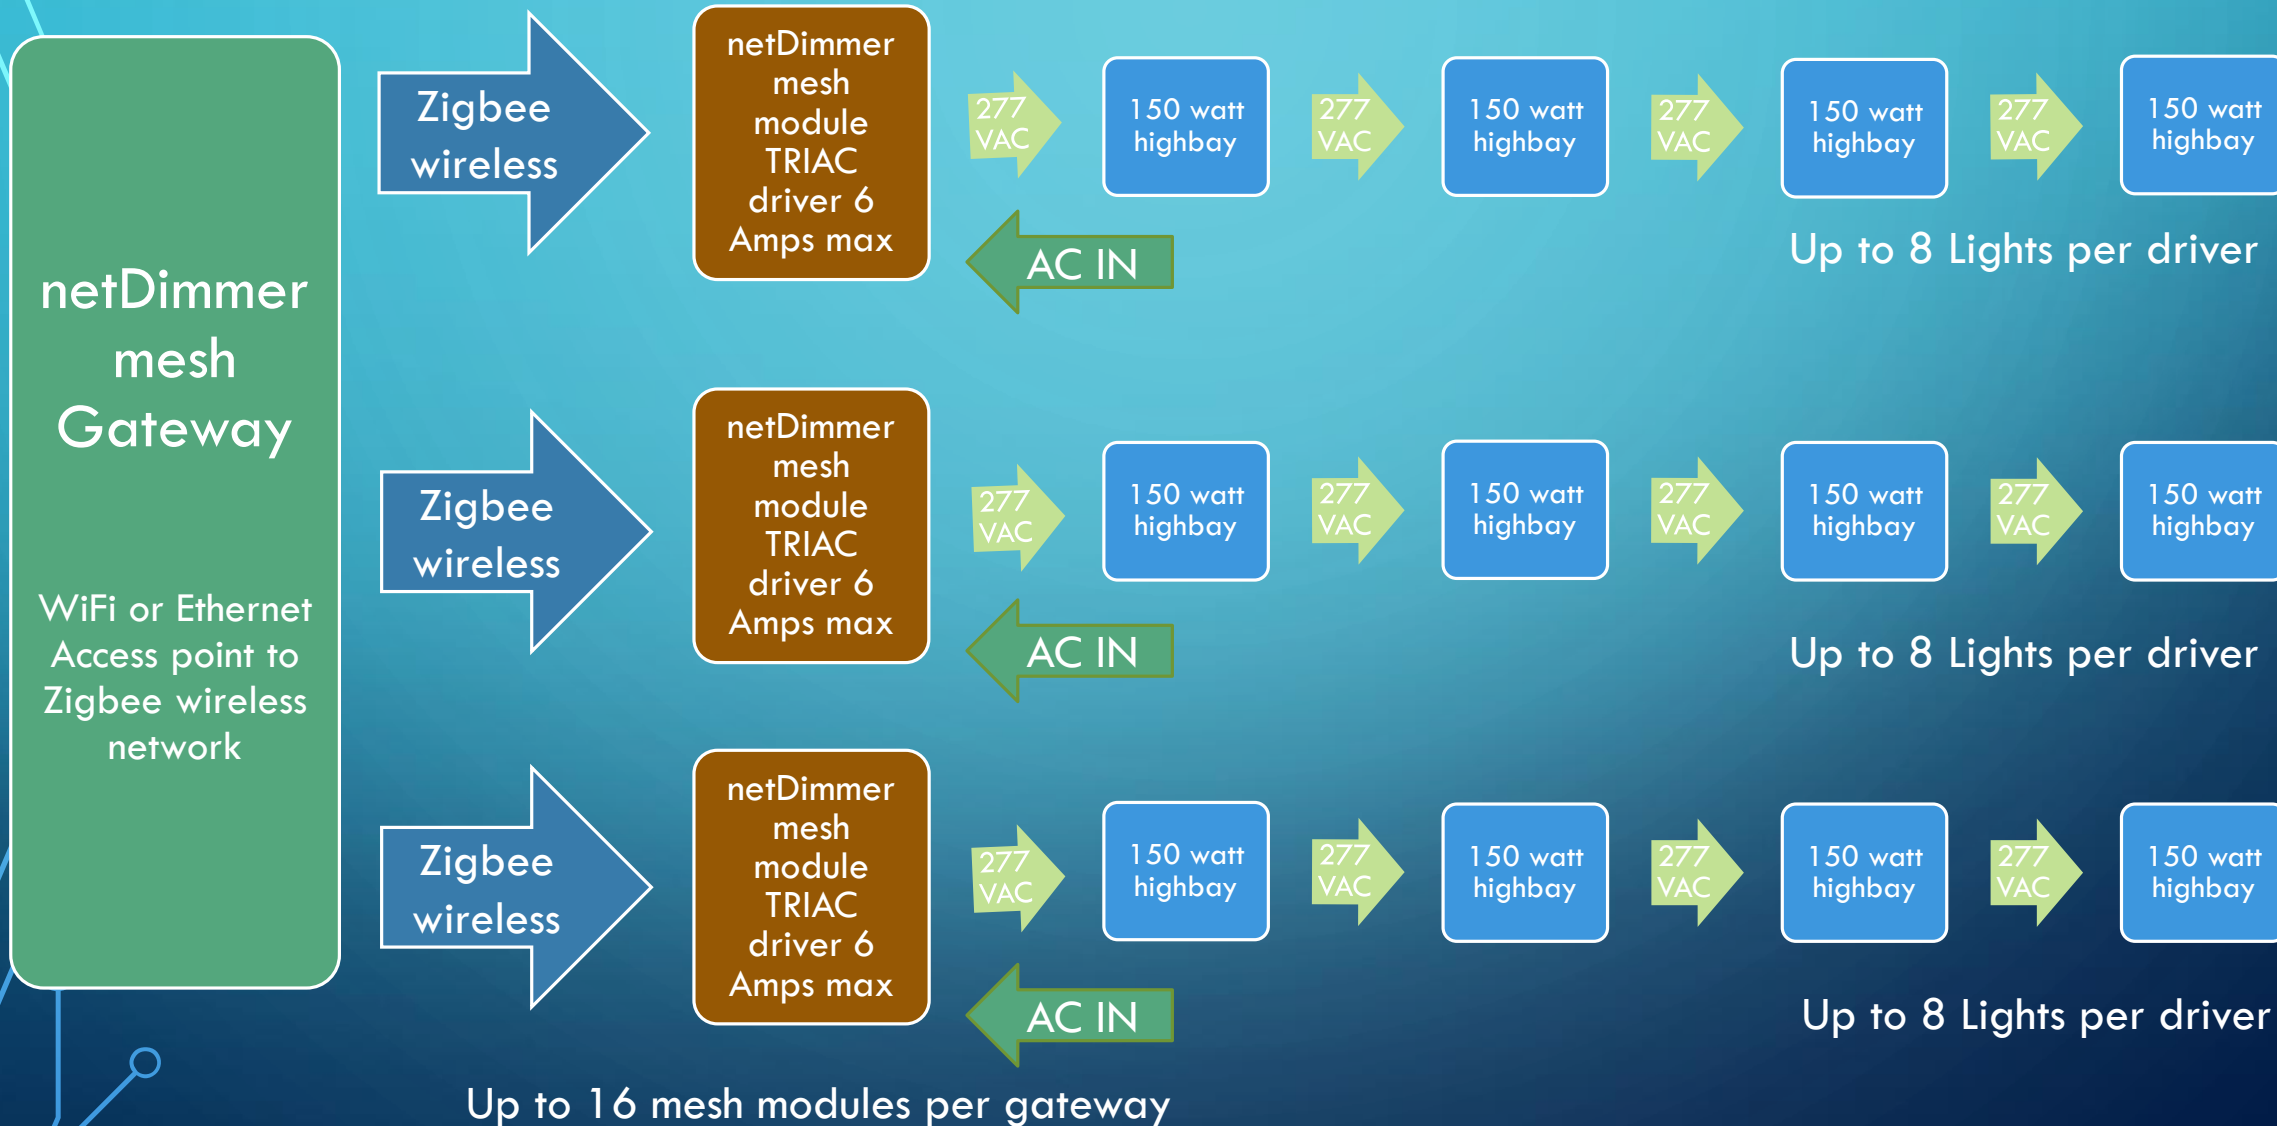 netDimmer
mesh
Gateway
WiFi or Ethernet
Access point to
Zigbee wireless
network
Zigbee
wireless
netDimmer
mesh
module
TRIAC
driver 6
Amps max
277
VAC
150 watt
highbay
277
VAC
150 watt
highbay
277
VAC
150 watt
highbay
277
VAC
150 watt
highbay
AC IN
Up to 8 Lights per driver
Zigbee
wireless
netDimmer
mesh
module
TRIAC
driver 6
Amps max
277
VAC
150 watt
highbay
277
VAC
150 watt
highbay
277
VAC
150 watt
highbay
277
VAC
150 watt
highbay
AC IN
Up to 8 Lights per driver
Zigbee
wireless
netDimmer
mesh
module
TRIAC
driver 6
Amps max
277
VAC
150 watt
highbay
277
VAC
150 watt
highbay
277
VAC
150 watt
highbay
277
VAC
150 watt
highbay
AC IN
Up to 8 Lights per driver
Up to 16 mesh modules per gateway